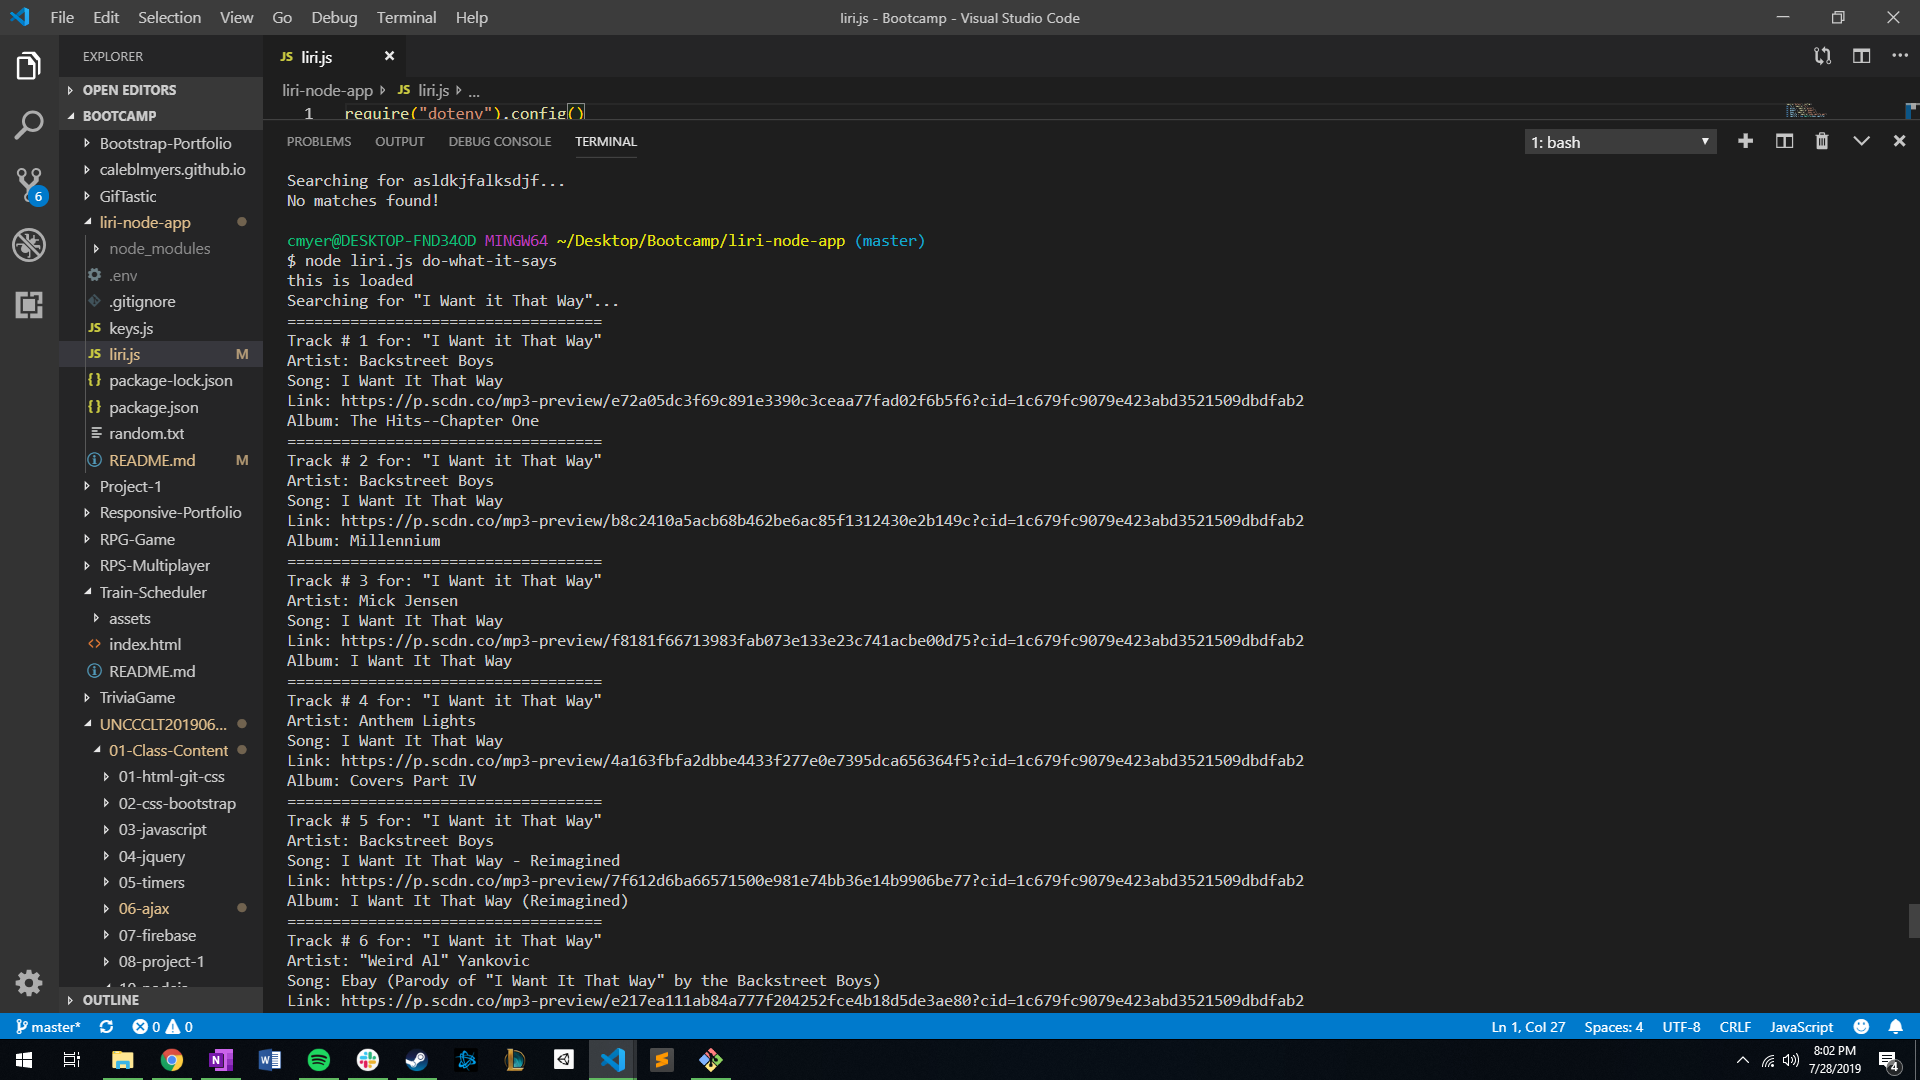 File Edit Selection View Go Debug Terminal Help
liri.js - Bootcamp - Visual Studio Code
EXPLORER
OPEN EDITORS
BOOTCAMP
Bootstrap-Portfolio
caleblmyers.github.io
GifTastic
liri-node-app
node_modules
.env
.gitignore
JS keys.js
JS liri.js M
{} package-lock.json
{} package.json
random.txt
README.md M
Project-1
Responsive-Portfolio
RPG-Game
RPS-Multiplayer
Train-Scheduler
assets
<> index.html
README.md
TriviaGame
UNCCCLT201906...
01-Class-Content
01-html-git-css
02-css-bootstrap
03-javascript
04-jquery
05-timers
06-ajax
07-firebase
08-project-1
OUTLINE
6
JS liri.js
liri-node-app JS liri.js ...
1 require("dotenv").config()
PROBLEMS OUTPUT DEBUG CONSOLE TERMINAL
1: bash
Searching for asldkjfalksdjf...
No matches found!
cmyer@DESKTOP-FND34OD MINGW64 ~/Desktop/Bootcamp/liri-node-app (master)
$ node liri.js do-what-it-says
this is loaded
Searching for "I Want it That Way"...
===================================
Track # 1 for: "I Want it That Way"
Artist: Backstreet Boys
Song: I Want It That Way
Link: https://p.scdn.co/mp3-preview/e72a05dc3f69c891e3390c3ceaa77fad02f6b5f6?cid=1c679fc9079e423abd3521509dbdfab2
Album: The Hits--Chapter One
===================================
Track # 2 for: "I Want it That Way"
Artist: Backstreet Boys
Song: I Want It That Way
Link: https://p.scdn.co/mp3-preview/b8c2410a5acb68b462be6ac85f1312430e2b149c?cid=1c679fc9079e423abd3521509dbdfab2
Album: Millennium
===================================
Track # 3 for: "I Want it That Way"
Artist: Mick Jensen
Song: I Want It That Way
Link: https://p.scdn.co/mp3-preview/f8181f66713983fab073e133e23c741acbe00d75?cid=1c679fc9079e423abd3521509dbdfab2
Album: I Want It That Way
===================================
Track # 4 for: "I Want it That Way"
Artist: Anthem Lights
Song: I Want It That Way
Link: https://p.scdn.co/mp3-preview/4a163fbfa2dbbe4433f277e0e7395dca656364f5?cid=1c679fc9079e423abd3521509dbdfab2
Album: Covers Part IV
===================================
Track # 5 for: "I Want it That Way"
Artist: Backstreet Boys
Song: I Want It That Way - Reimagined
Link: https://p.scdn.co/mp3-preview/7f612d6ba66571500e981e74bb36e14b9906be77?cid=1c679fc9079e423abd3521509dbdfab2
Album: I Want It That Way (Reimagined)
===================================
Track # 6 for: "I Want it That Way"
Artist: "Weird Al" Yankovic
Song: Ebay (Parody of "I Want It That Way" by the Backstreet Boys)
Link: https://p.scdn.co/mp3-preview/e217ea111ab84a777f204252fce4b18d5de3ae80?cid=1c679fc9079e423abd3521509dbdfab2
master* 0 0
Ln 1, Col 27 Spaces: 4 UTF-8 CRLF JavaScript
8:02 PM
7/28/2019
4